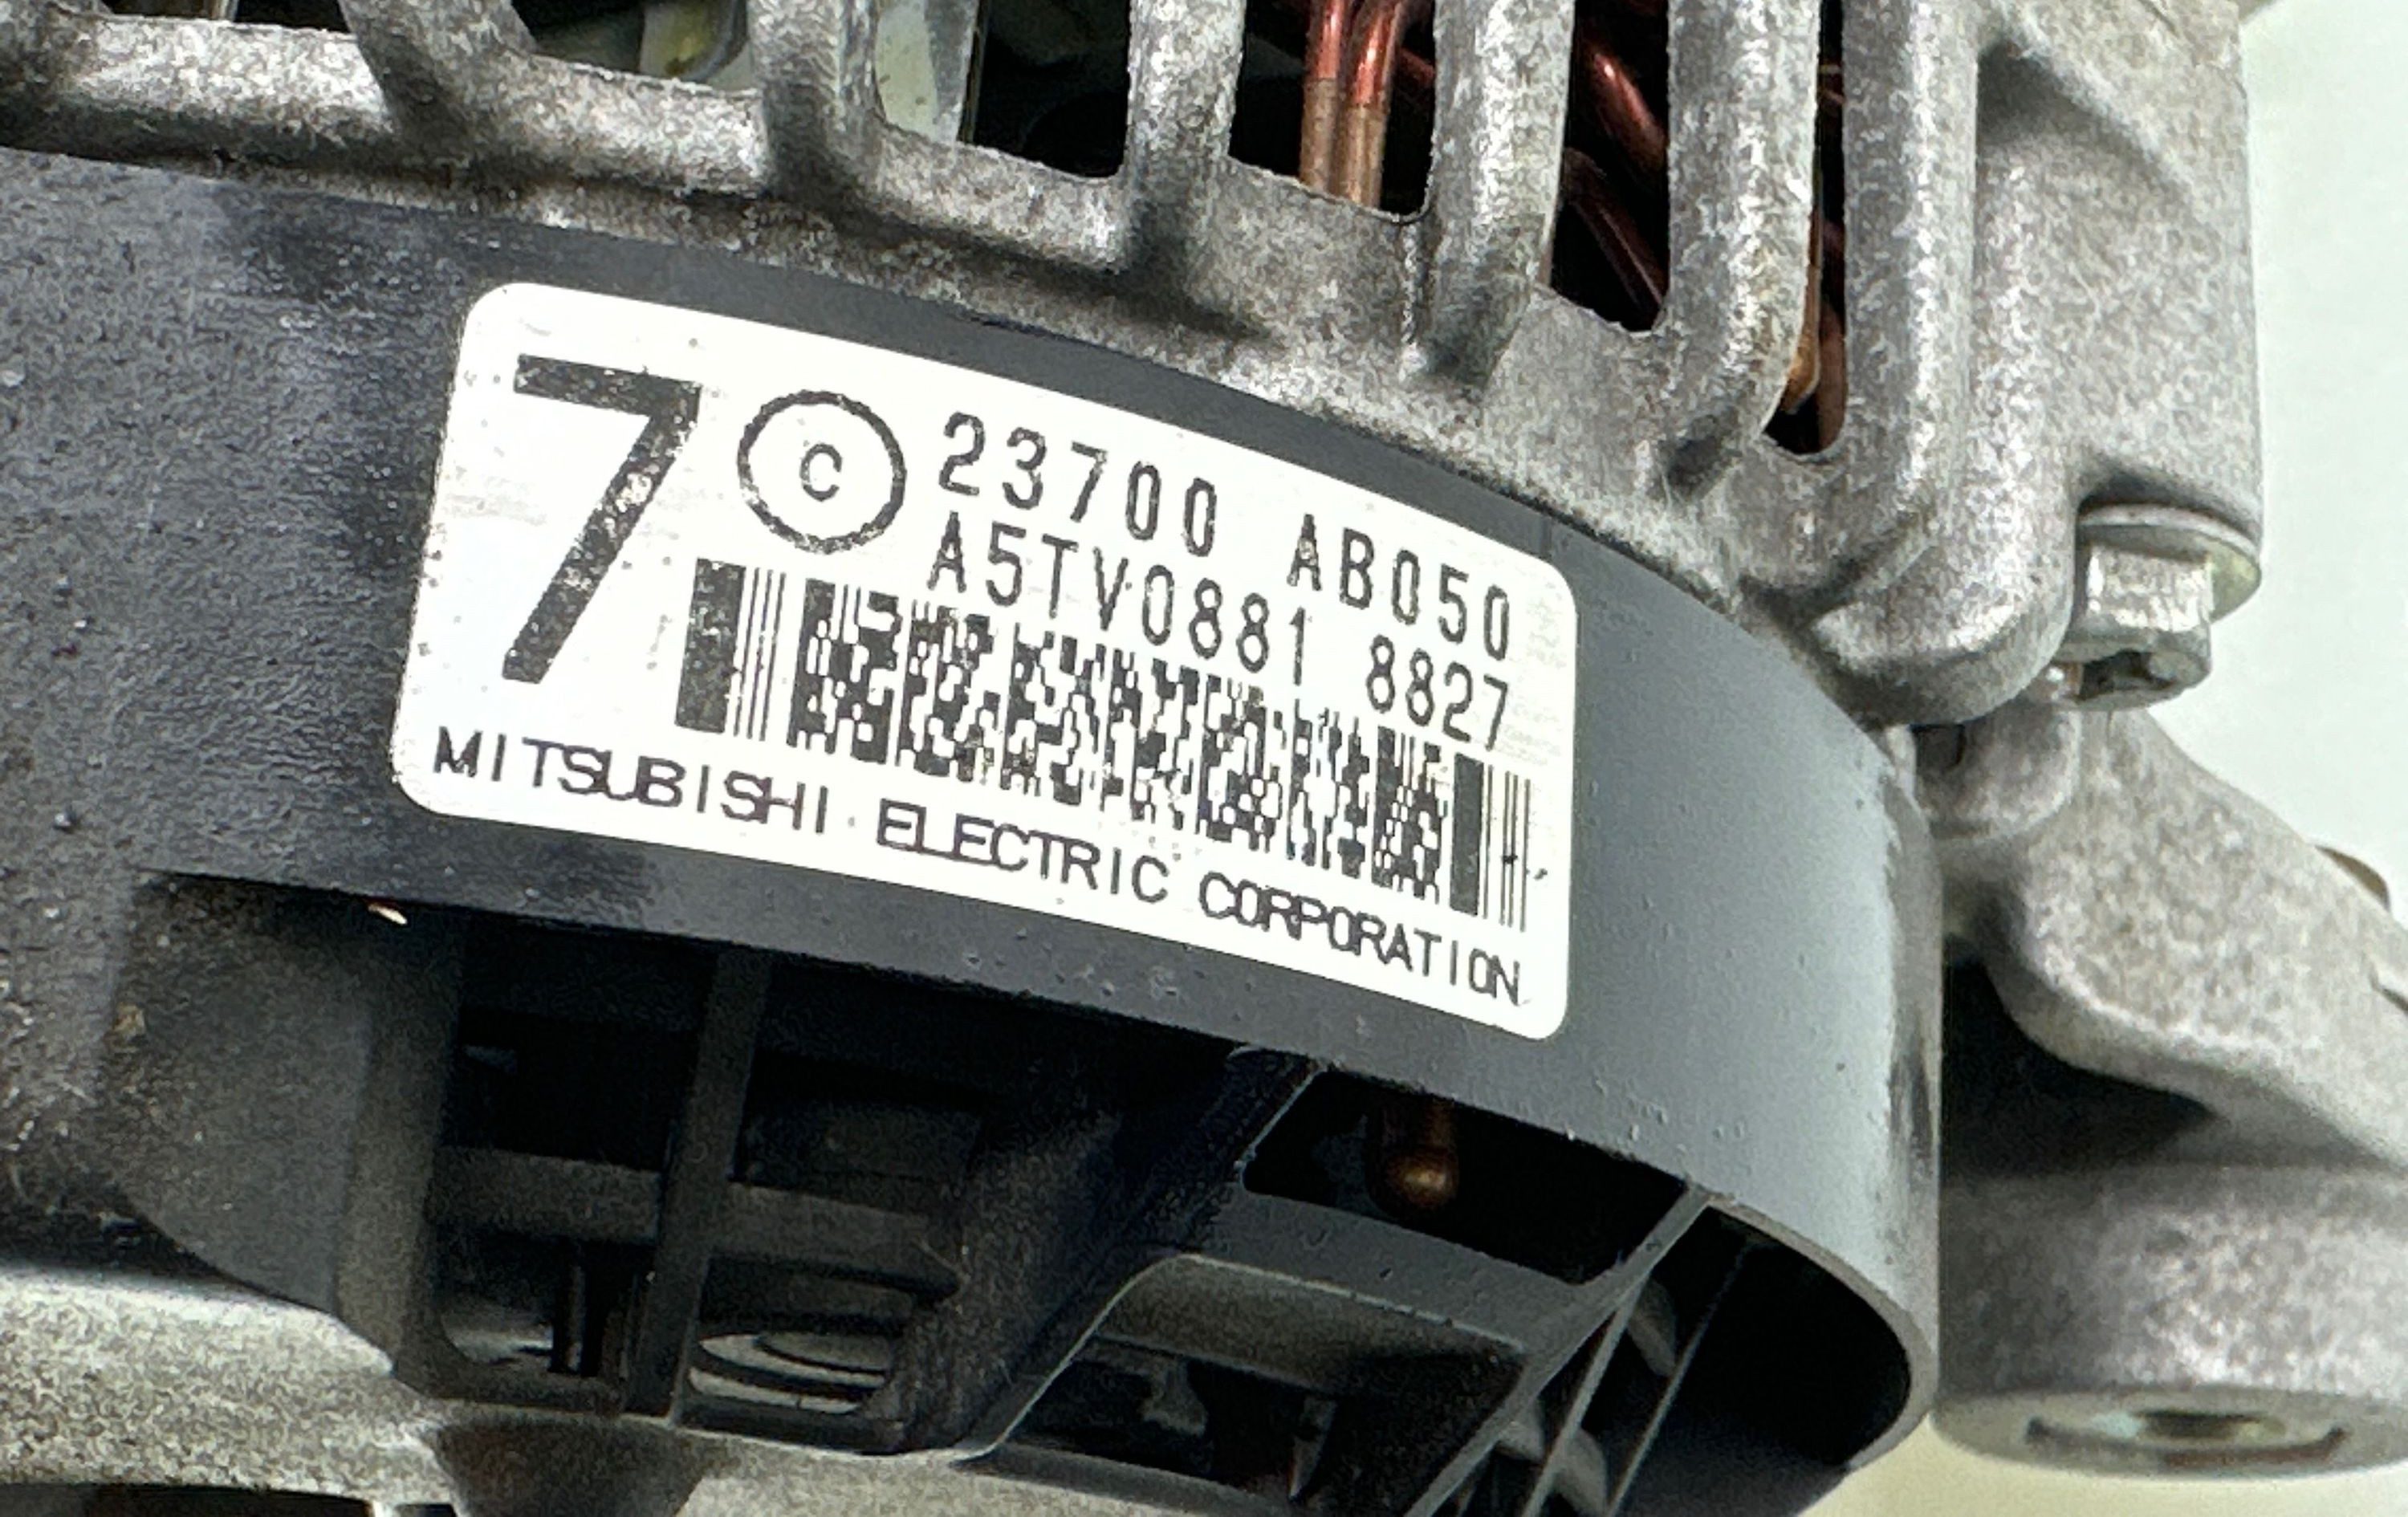 7 © 23700 AB050
A5TV0881 8827
MITSUBISHI ELECTRIC CORPORATION